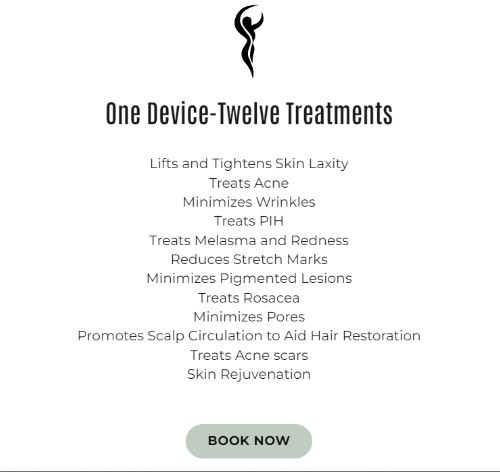 One Device-Twelve Treatments
Lifts and Tightens Skin Laxity
Treats Acne
Minimizes Wrinkles
Treats PIH
Treats Melasma and Redness
Reduces Stretch Marks
Minimizes Pigmented Lesions
Treats Rosacea
Minimizes Pores
Promotes Scalp Circulation to Aid Hair Restoration
Treats Acne scars
Skin Rejuvenation
BOOK NOW